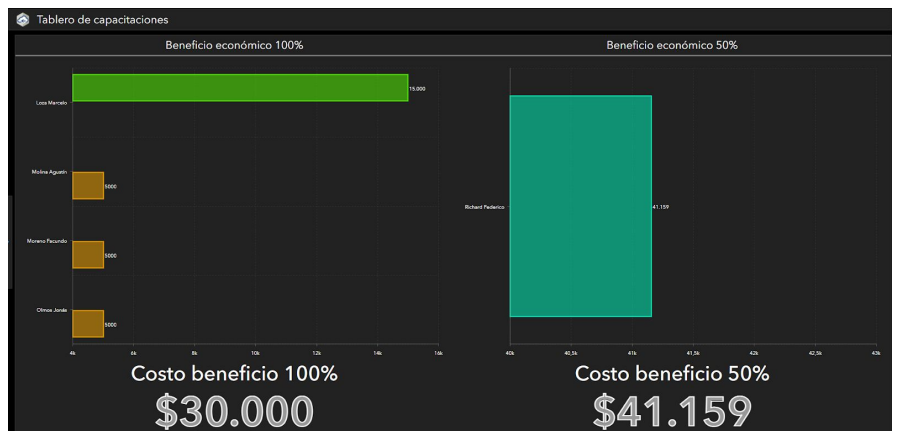 Tablero de capacitaciones
Beneficio económico 100%
Losa Marcelo
15.000
Molina Agustín
5000
Moreno Facundo
5000
Olmos Jonás
5000
4k 6k 8k 10k 12k 14k 16k
Costo beneficio 100%
$30.000
Beneficio económico 50%
Richard Federico
41.159
40k 40,5k 41k 41,5k 42k 42,5k 43k
Costo beneficio 50%
$41.159